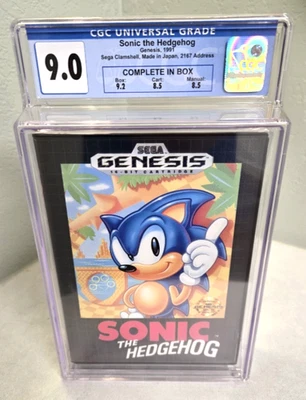 CGC UNIVERSAL GRADE
9.0
Sonic the Hedgehog
Genesis, 1991
Sega Clamshell, Made in Japan, 2167 Address
COMPLETE IN BOX
Box: Cart: Manual:
9.2 8.5 8.5
SEGA
GENESIS
16-BIT CARTRIDGE
SONIC
THE
HEDGEHOG